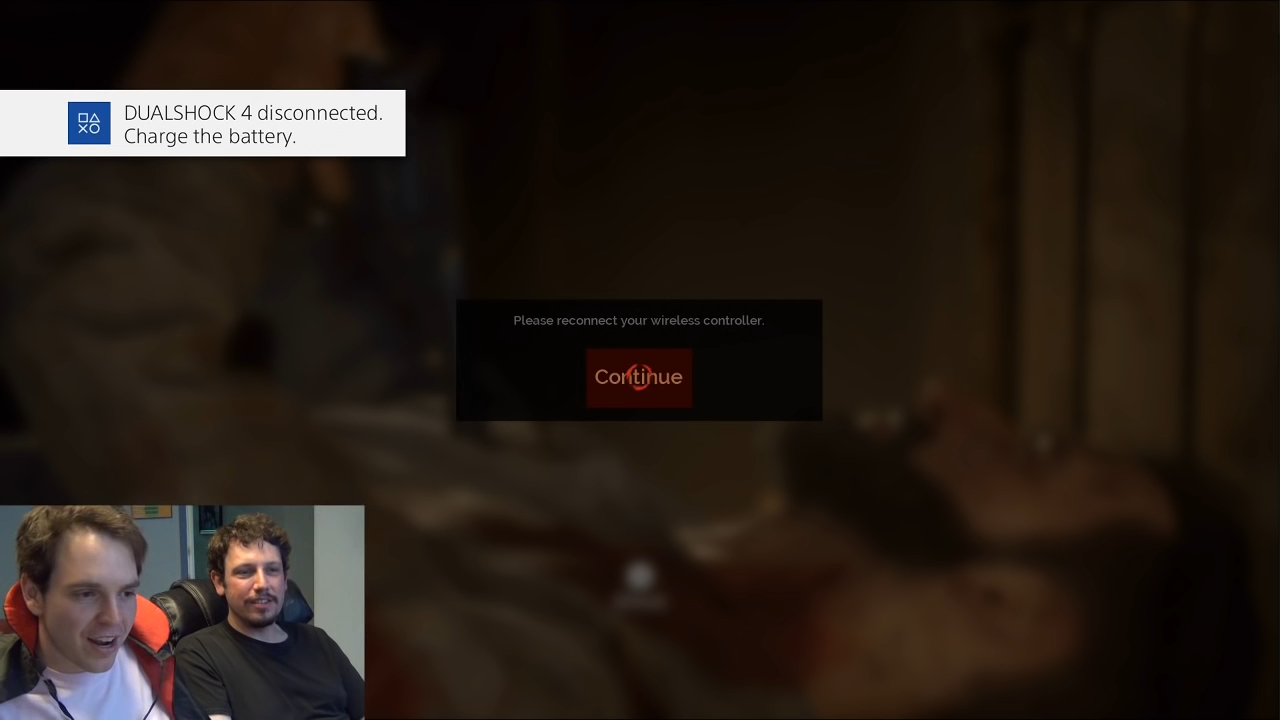 DUALSHOCK 4 disconnected.
Charge the battery.
Please reconnect your wireless controller.
Continue